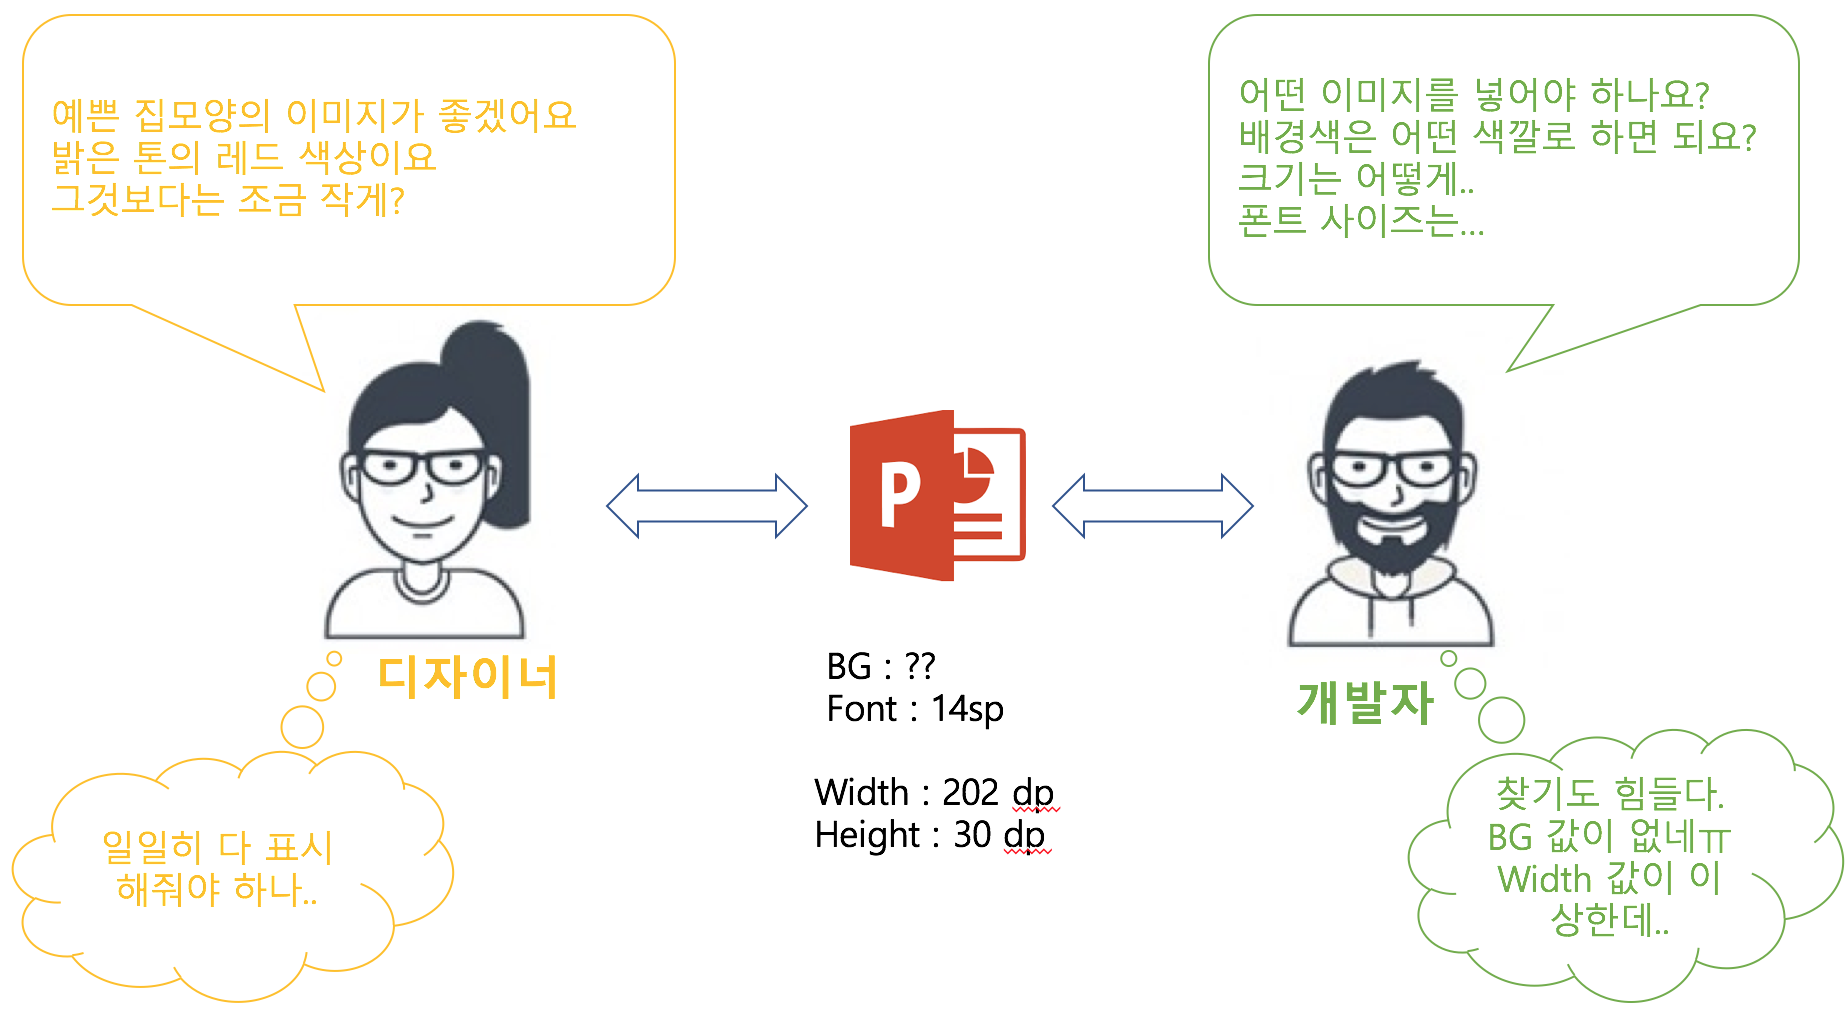 예쁜 집모양의 이미지가 좋겠어요
밝은 톤의 레드 색상이요
그것보다는 조금 작게?
어떤 이미지를 넣어야 하나요?
배경색은 어떤 색깔로 하면 되요?
크기는 어떻게..
폰트 사이즈는...
P
디자이너
개발자
BG : ??
Font : 14sp
Width : 202 dp
Height : 30 dp
일일히 다 표시
해줘야 하나..
찾기도 힘들다.
BG 값이 없네ㅠ
Width 값이 이
상한데..